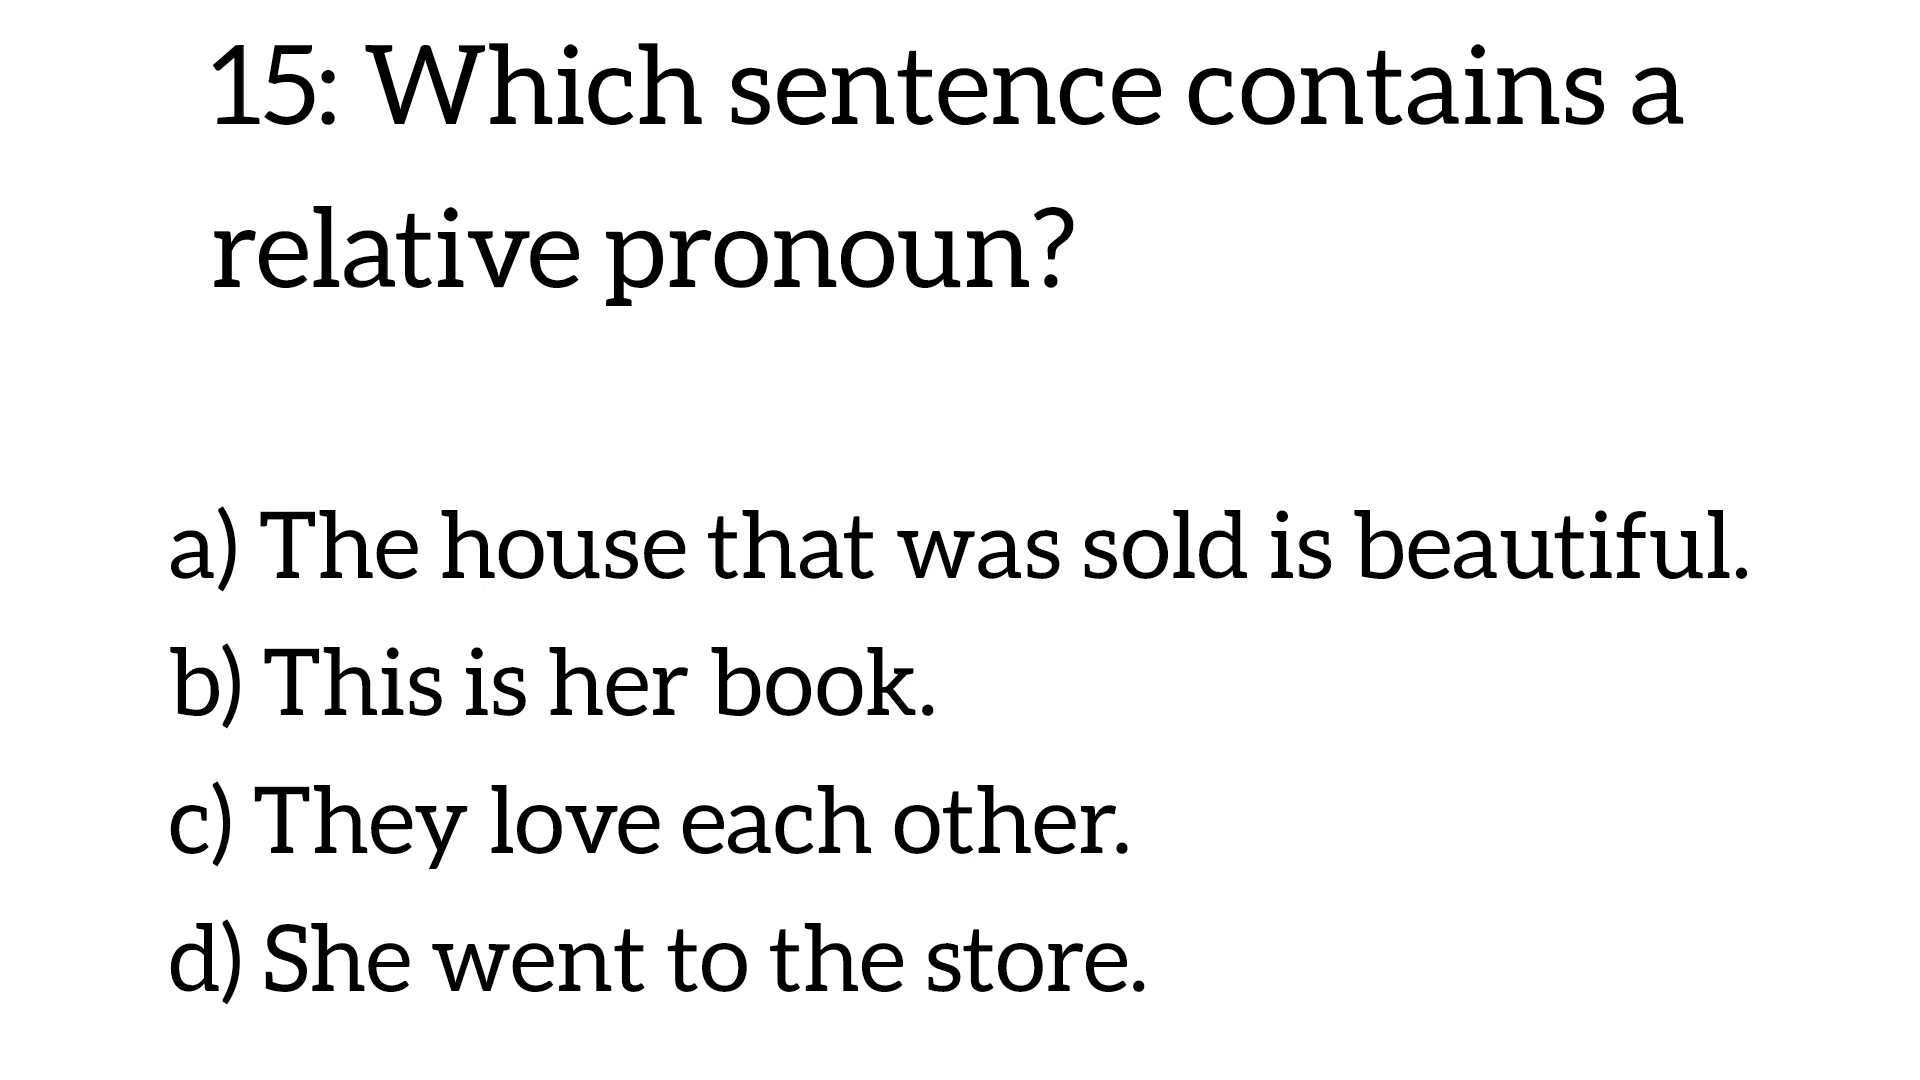 15: Which sentence contains a
relative pronoun?
a) The house that was sold is beautiful.
b) This is her book.
c) They love each other.
d) She went to the store.